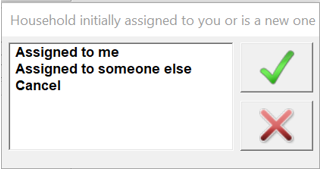 Household initially assigned to you or is a new one
Assigned to me
Assigned to someone else
Cancel